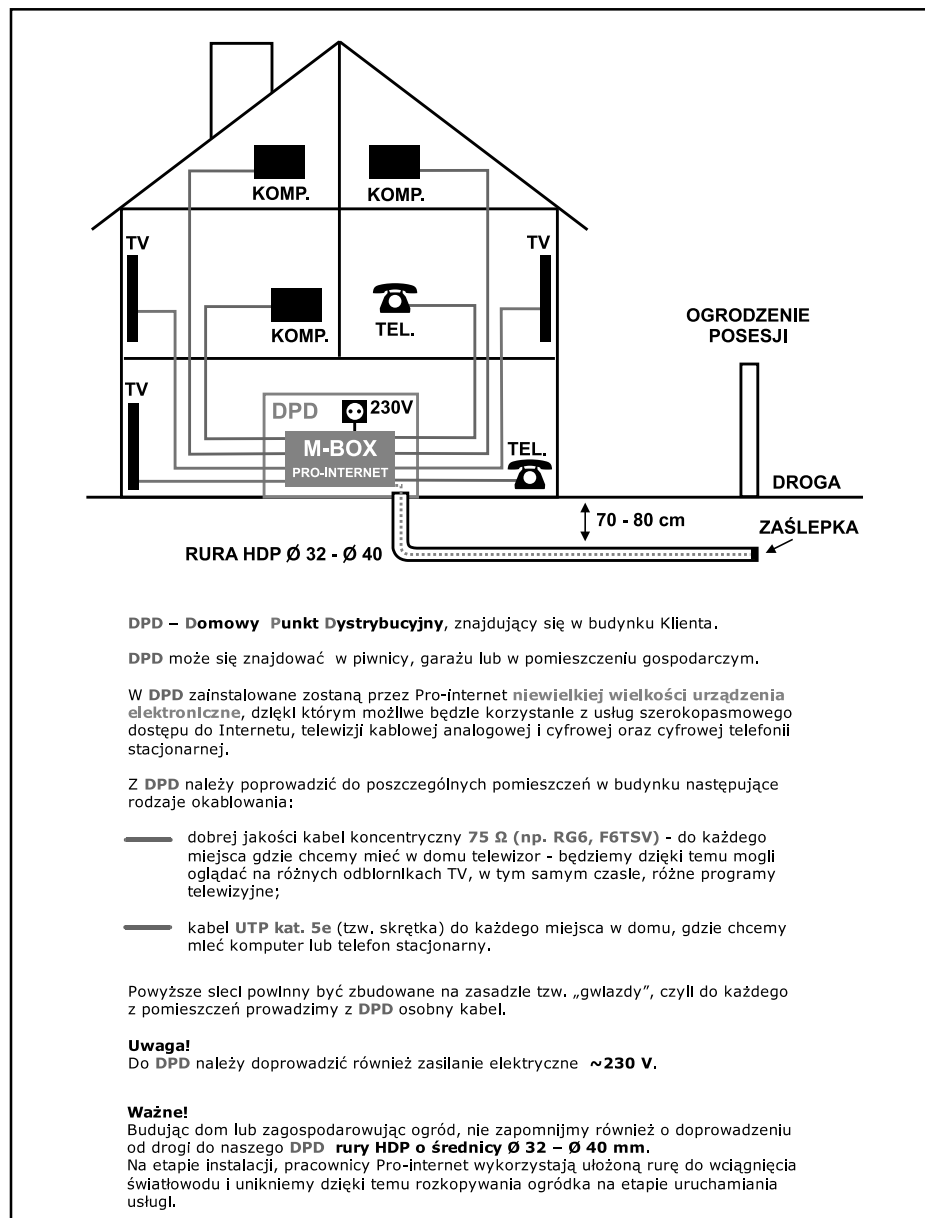 KOMP.
KOMP.
TV
TV
KOMP.
TEL.
OGRODZENIE
POSESJI
TV
DPD
230V
M-BOX
PRO-INTERNET
TEL.
DROGA
70 - 80 cm
ZAŚLEPKA
RURA HDP Ø 32 - Ø 40
DPD – Domowy Punkt Dystrybucyjny, znajdujący się w budynku Klienta.
DPD może się znajdować w piwnicy, garażu lub w pomieszczeniu gospodarczym.
W DPD zainstalowane zostaną przez Pro-internet niewielkiej wielkości urządzenia
elektroniczne, dzięki którym możliwe będzie korzystanie z usług szerokopasmowego
dostępu do Internetu, telewizji kablowej analogowej i cyfrowej oraz cyfrowej telefonii
stacjonarnej.
Z DPD należy poprowadzić do poszczególnych pomieszczeń w budynku następujące
rodzaje okablowania:
dobrej jakości kabel koncentryczny 75 Ω (np. RG6, F6TSV) - do każdego
miejsca gdzie chcemy mieć w domu telewizor - będziemy dzięki temu mogli
oglądać na różnych odbiornikach TV, w tym samym czasie, różne programy
telewizyjne;
kabel UTP kat. 5e (tzw. skrętka) do każdego miejsca w domu, gdzie chcemy
mieć komputer lub telefon stacjonarny.
Powyższe sieci powinny być zbudowane na zasadzie tzw. „gwiazdy”, czyli do każdego
z pomieszczeń prowadzimy z DPD osobny kabel.
Uwaga!
Do DPD należy doprowadzić również zasilanie elektryczne ~230 V.
Ważne!
Budując dom lub zagospodarowując ogród, nie zapomnijmy również o doprowadzeniu
od drogi do naszego DPD rury HDP o średnicy Ø 32 – Ø 40 mm.
Na etapie instalacji, pracownicy Pro-internet wykorzystają ułożoną rurę do wciągnięcia
światłowodu i unikniemy dzięki temu rozkopywania ogródka na etapie uruchamiania
usługi.